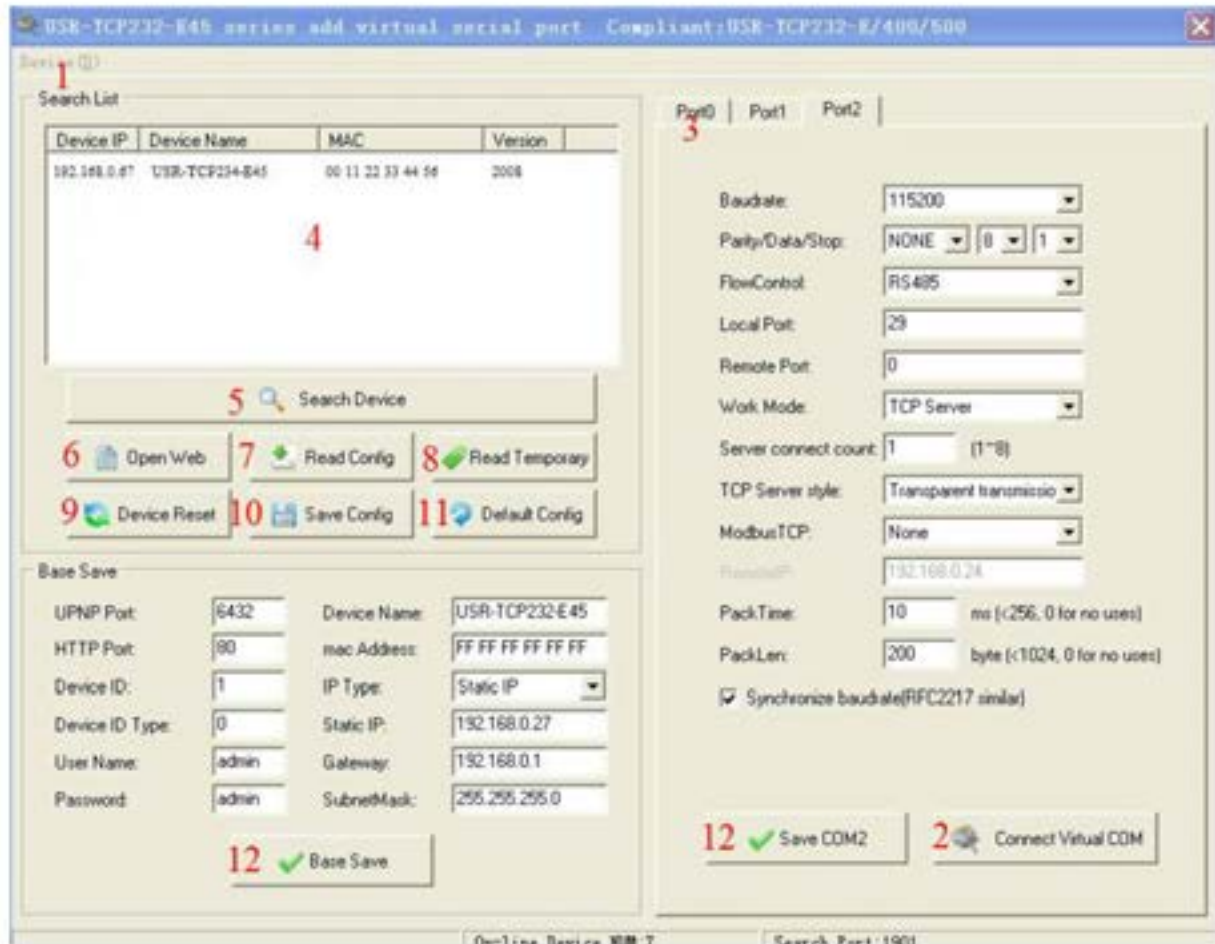 USR-TCP232-E45 series add virtual serial port Compliant:USR-TCP232-E/400/500
1
Search List
Device IP Device Name MAC Version
192.168.0.67 USR-TCP234-E45 00 11 22 33 44 56 2008
4
5 Search Device
6 Open Web 7 Read Config 8 Read Temporary
9 Device Reset 10 Save Config 11 Default Config
Base Save
UPNP Port: 6432 Device Name: USR-TCP232-E45
HTTP Port: 80 mac Address: FF FF FF FF FF FF
Device ID: 1 IP Type: Static IP
Device ID Type: 0 Static IP: 192.168.0.27
User Name: admin Gateway: 192.168.0.1
Password: admin SubnetMask: 255.255.255.0
12 Base Save
Port0 Port1 Port2
3
Baudrate: 115200
Parity/Data/Stop: NONE 8 1
FlowControl: RS485
Local Port: 29
Remote Port: 0
Work Mode: TCP Server
Server connect count: 1 (1~8)
TCP Server style: Transparent transmissio
ModbusTCP: None
RemoteIP: 192.168.0.24
PackTime: 10 ms (<256, 0 for no uses)
PackLen: 200 byte (<1024, 0 for no uses)
Synchronize baudrate(RFC2217 similar)
12 Save COM2 2 Connect Virtual COM
On-line Device NUM:7 Search Port:1901